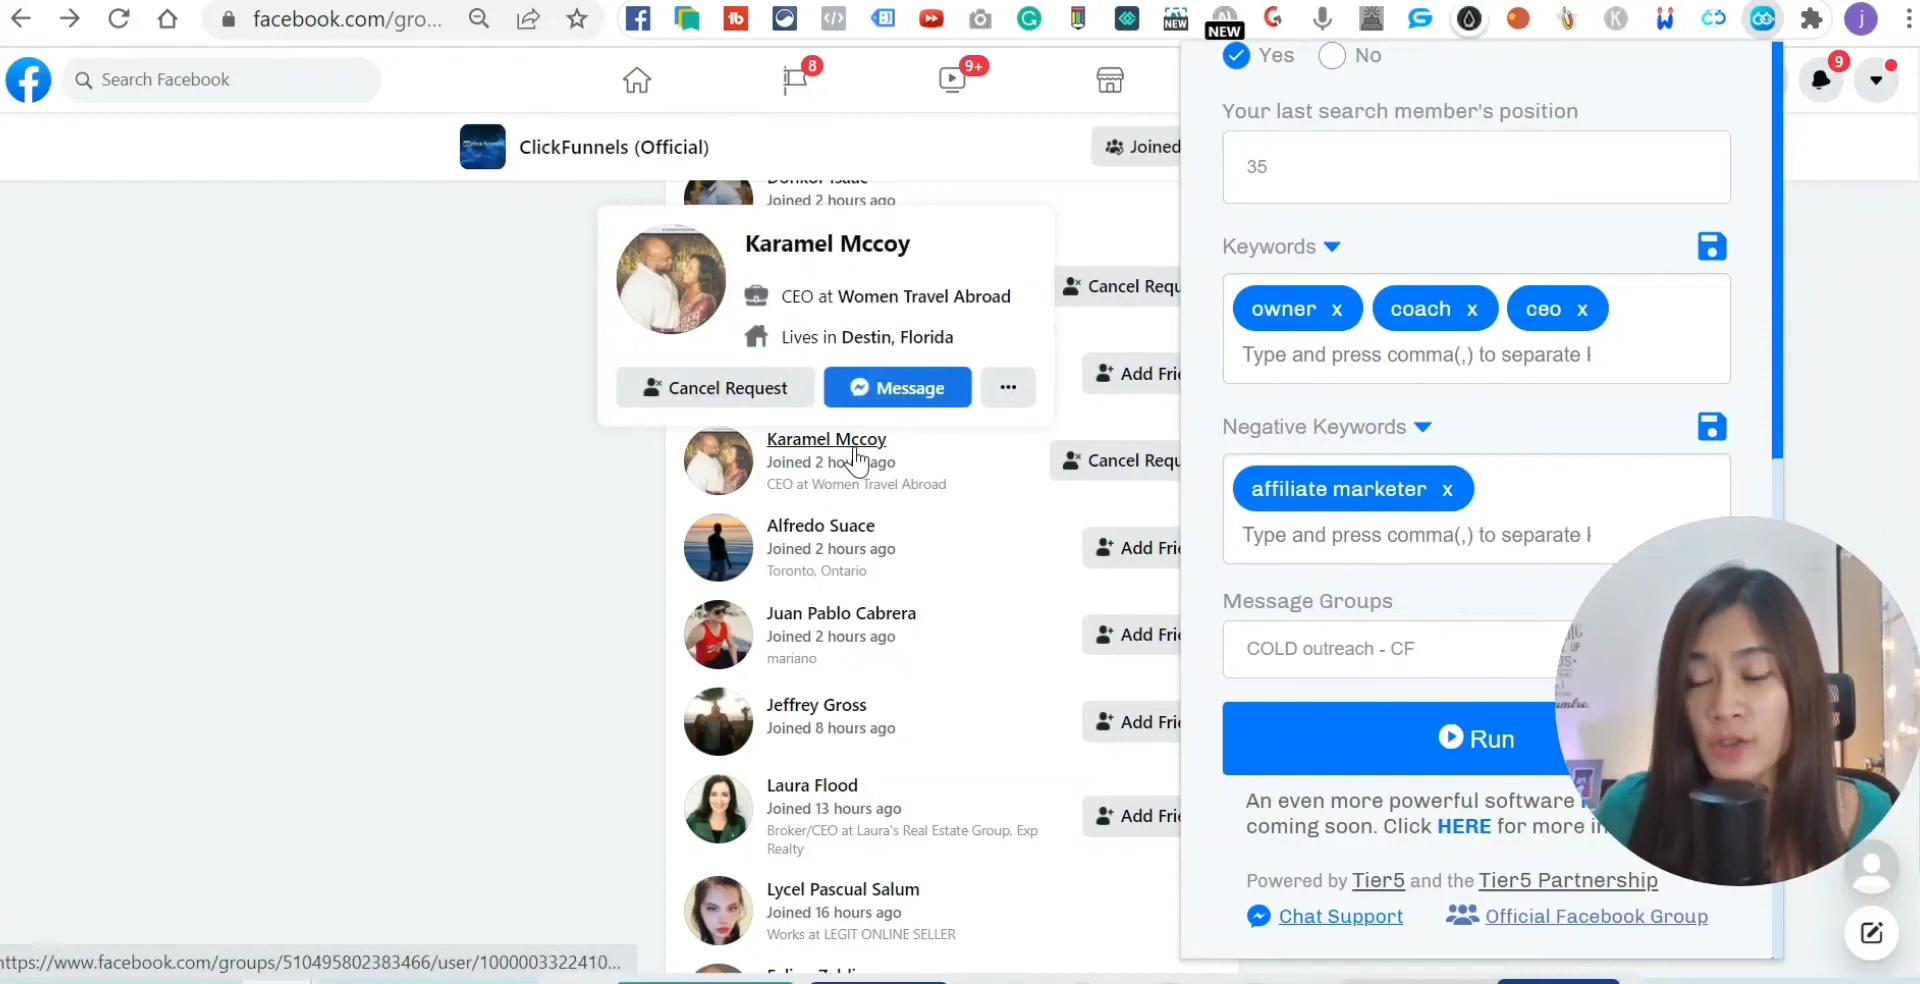 facebook.com/gro...
NEW
NEW
j
Search Facebook
8
9+
9
ClickFunnels (Official)
Joined
Joined 2 hours ago
Karamel Mccoy
CEO at Women Travel Abroad
Lives in Destin, Florida
Cancel Request
Message
Cancel Requ
Add Frie
Karamel Mccoy
Joined 2 hours ago
CEO at Women Travel Abroad
Cancel Requ
Alfredo Suace
Joined 2 hours ago
Toronto, Ontario
Add Frie
Juan Pablo Cabrera
Joined 2 hours ago
mariano
Add Frie
Jeffrey Gross
Joined 8 hours ago
Add Frie
Laura Flood
Joined 13 hours ago
Broker/CEO at Laura's Real Estate Group, Exp
Realty
Add Frie
Lycel Pascual Salum
Joined 16 hours ago
Works at LEGIT ONLINE SELLER
https://www.facebook.com/groups/510495802383466/user/1000003322410...
Yes No
Your last search member's position
35
Keywords
owner x coach x ceo x
Type and press comma(,) to separate
Negative Keywords
affiliate marketer x
Type and press comma(,) to separate
Message Groups
COLD outreach - CF
Run
An even more powerful software
coming soon. Click HERE for more in
Powered by Tier5 and the Tier5 Partnership
Chat Support Official Facebook Group